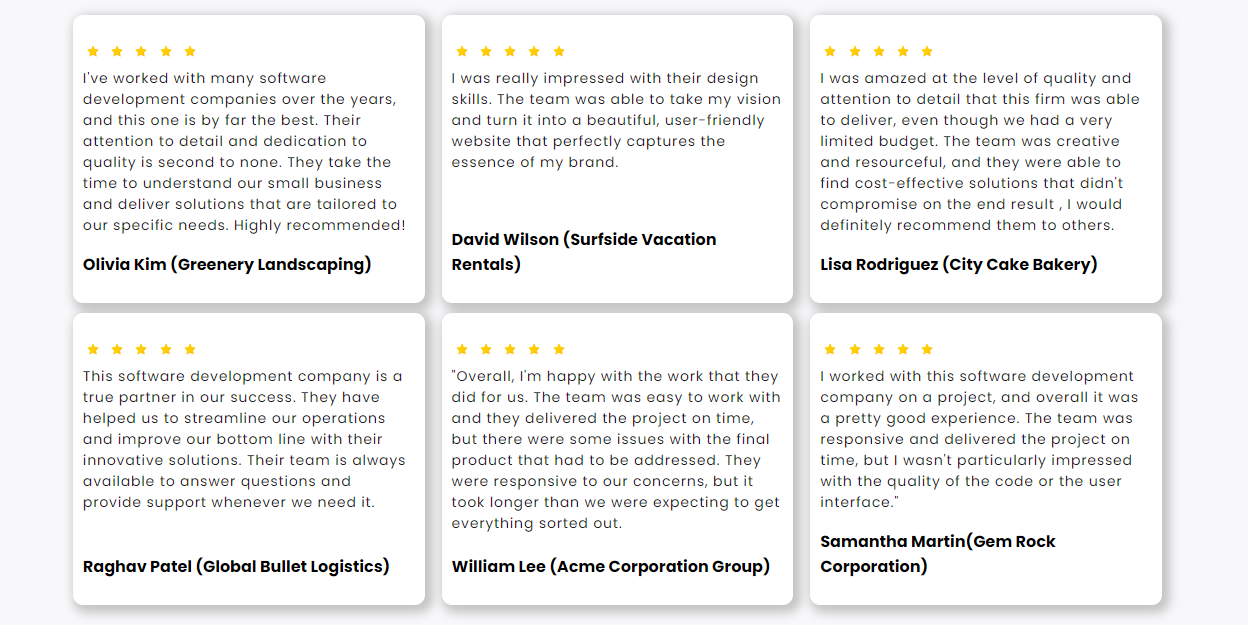 I've worked with many software
development companies over the years,
and this one is by far the best. Their
attention to detail and dedication to
quality is second to none. They take the
time to understand our small business
and deliver solutions that are tailored to
our specific needs. Highly recommended!
Olivia Kim (Greenery Landscaping)
I was really impressed with their design
skills. The team was able to take my vision
and turn it into a beautiful, user-friendly
website that perfectly captures the
essence of my brand.
David Wilson (Surfside Vacation
Rentals)
I was amazed at the level of quality and
attention to detail that this firm was able
to deliver, even though we had a very
limited budget. The team was creative
and resourceful, and they were able to
find cost-effective solutions that didn't
compromise on the end result , I would
definitely recommend them to others.
Lisa Rodriguez (City Cake Bakery)
This software development company is a
true partner in our success. They have
helped us to streamline our operations
and improve our bottom line with their
innovative solutions. Their team is always
available to answer questions and
provide support whenever we need it.
Raghav Patel (Global Bullet Logistics)
"Overall, I'm happy with the work that they
did for us. The team was easy to work with
and they delivered the project on time,
but there were some issues with the final
product that had to be addressed. They
were responsive to our concerns, but it
took longer than we were expecting to get
everything sorted out.
William Lee (Acme Corporation Group)
I worked with this software development
company on a project, and overall it was
a pretty good experience. The team was
responsive and delivered the project on
time, but I wasn't particularly impressed
with the quality of the code or the user
interface."
Samantha Martin(Gem Rock
Corporation)